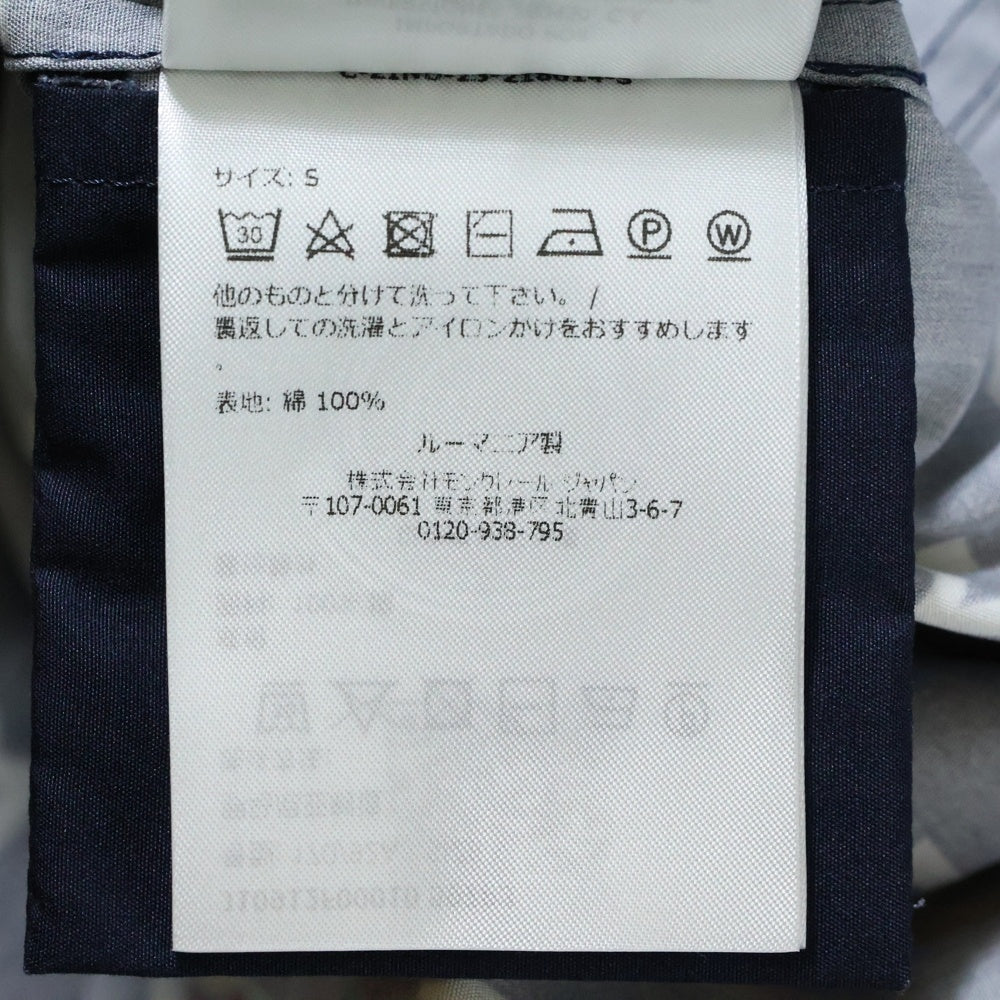 サイズ: S
30
P
W
他のものと分けて洗って下さい。 /
裏返しての洗濯とアイロンがけをおすすめします
。
表地: 綿 100%
ルーマニア製
株式会社モンクレール ジャパン
〒107-0061 東京都港区 北青山3-6-7
0120-938-795